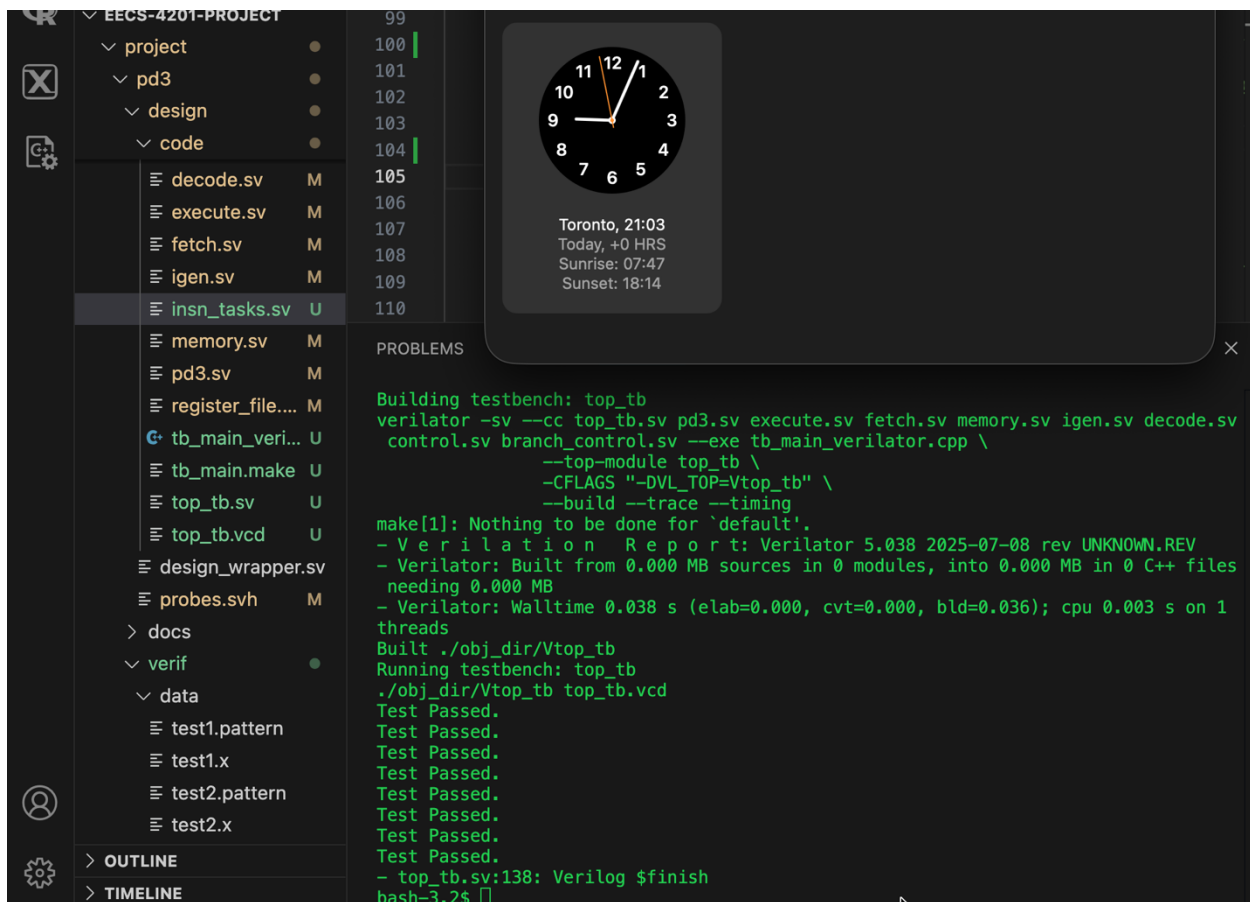 EECS-4201-PROJECT
project
pd3
design
code
decode.sv M
execute.sv M
fetch.sv M
igen.sv M
insn_tasks.sv U
memory.sv M
pd3.sv M
register_file.... M
tb_main_veri... U
tb_main.make U
top_tb.sv U
top_tb.vcd U
design_wrapper.sv
probes.svh M
docs
verif
data
test1.pattern
test1.x
test2.pattern
test2.x
OUTLINE
TIMELINE
99
100
101
102
103
104
105
106
107
108
109
110
12
1
2
3
4
5
6
7
8
9
10
11
Toronto, 21:03
Today, +0 HRS
Sunrise: 07:47
Sunset: 18:14
PROBLEMS
Building testbench: top_tb
verilator -sv --cc top_tb.sv pd3.sv execute.sv fetch.sv memory.sv igen.sv decode.sv
control.sv branch_control.sv --exe tb_main_verilator.cpp \
--top-module top_tb \
-CFLAGS "-DVL_TOP=Vtop_tb" \
--build --trace --timing
make[1]: Nothing to be done for `default'.
- V e r i l a t i o n   R e p o r t: Verilator 5.038 2025-07-08 rev UNKNOWN.REV
- Verilator: Built from 0.000 MB sources in 0 modules, into 0.000 MB in 0 C++ files
needing 0.000 MB
- Verilator: Walltime 0.038 s (elab=0.000, cvt=0.000, bld=0.036); cpu 0.003 s on 1
threads
Built ./obj_dir/Vtop_tb
Running testbench: top_tb
./obj_dir/Vtop_tb top_tb.vcd
Test Passed.
Test Passed.
Test Passed.
Test Passed.
Test Passed.
Test Passed.
Test Passed.
Test Passed.
- top_tb.sv:138: Verilog $finish
bash-3.2$